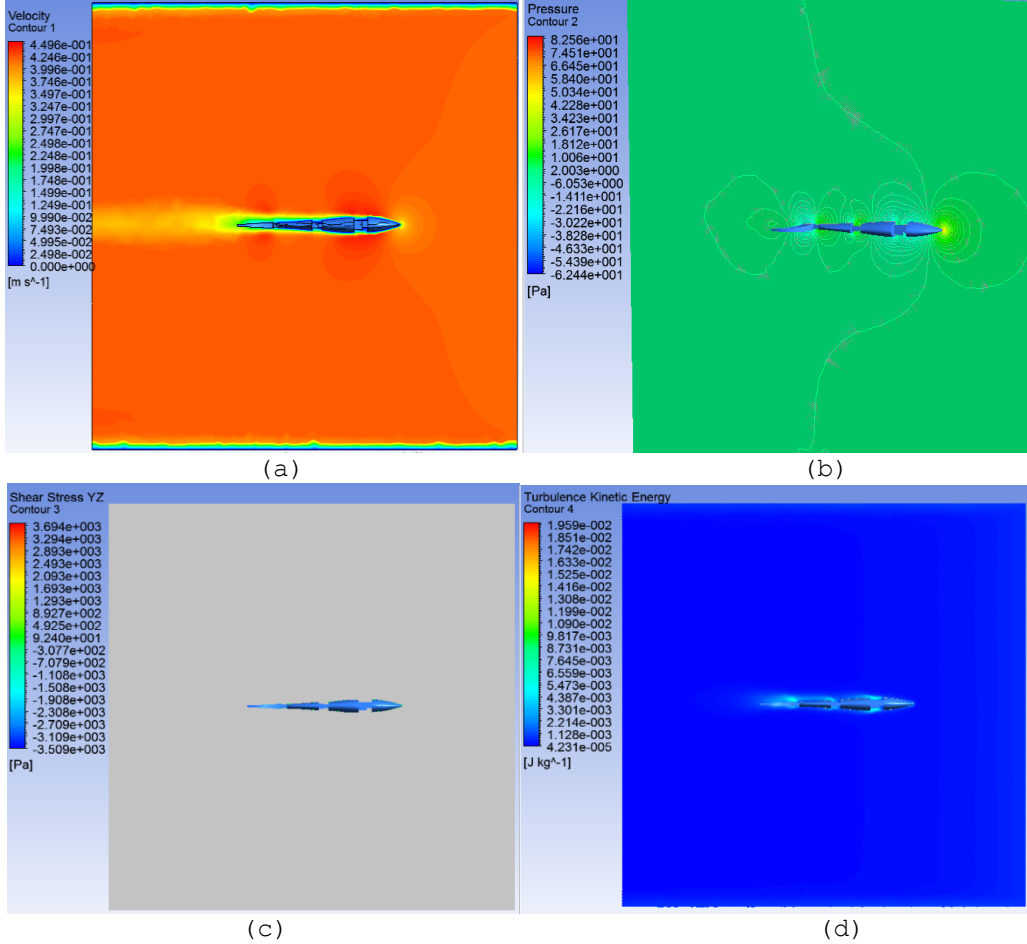 Velocity
Contour 1
4.496e-001
4.246e-001
3.996e-001
3.746e-001
3.497e-001
3.247e-001
2.997e-001
2.747e-001
2.498e-001
2.248e-001
1.998e-001
1.748e-001
1.499e-001
1.249e-001
9.990e-002
7.493e-002
4.995e-002
2.498e-002
0.000e+000
[m s^-1]
(a)
Pressure
Contour 2
8.256e+001
7.451e+001
6.645e+001
5.840e+001
5.034e+001
4.228e+001
3.423e+001
2.617e+001
1.812e+001
1.006e+001
2.003e+000
-6.053e+000
-1.411e+001
-2.216e+001
-3.022e+001
-3.828e+001
-4.633e+001
-5.439e+001
-6.244e+001
[Pa]
(b)
Shear Stress YZ
Contour 3
3.694e+003
3.294e+003
2.893e+003
2.493e+003
2.093e+003
1.693e+003
1.293e+003
8.927e+002
4.925e+002
9.240e+001
-3.077e+002
-7.079e+002
-1.108e+003
-1.508e+003
-1.908e+003
-2.308e+003
-2.709e+003
-3.109e+003
-3.509e+003
[Pa]
(c)
Turbulence Kinetic Energy
Contour 4
1.959e-002
1.851e-002
1.742e-002
1.633e-002
1.525e-002
1.416e-002
1.308e-002
1.199e-002
1.090e-002
9.817e-003
8.731e-003
7.645e-003
6.559e-003
5.473e-003
4.387e-003
3.301e-003
2.214e-003
1.128e-003
4.231e-005
[J kg^-1]
(d)